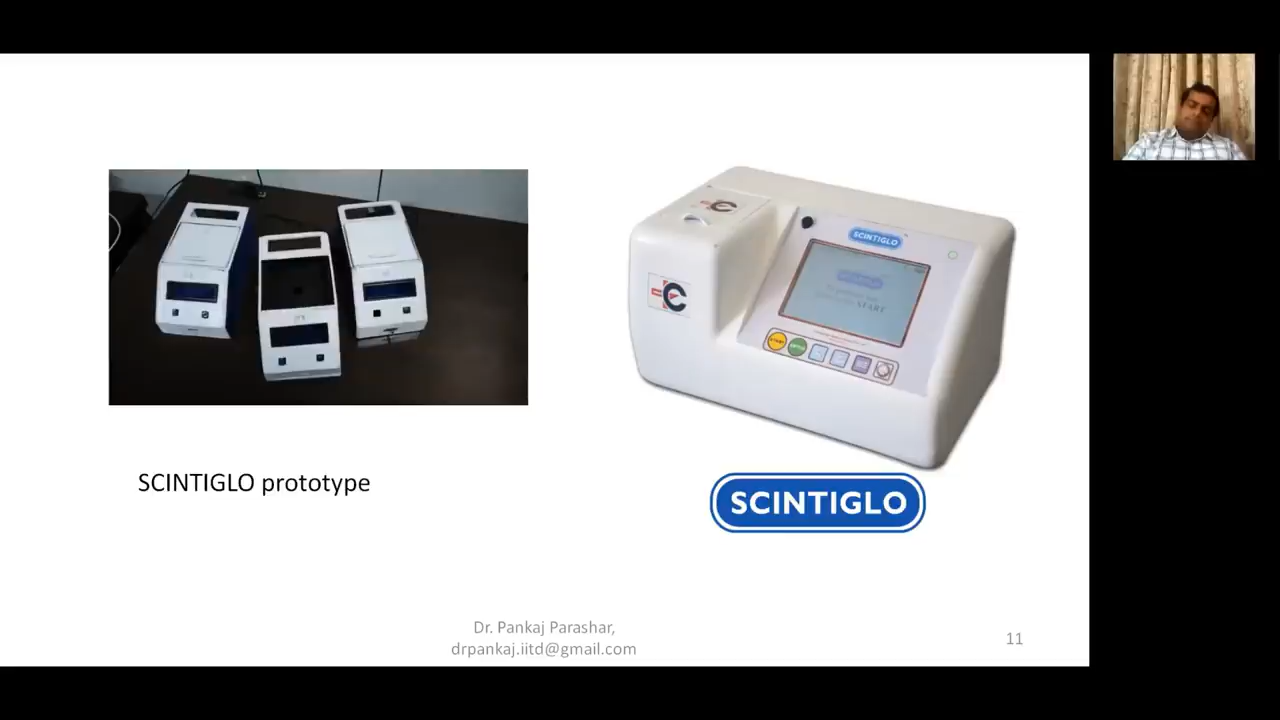 SCINTIGLO
START
SCINTIGLO prototype
SCINTIGLO
Dr. Pankaj Parashar,
drpankaj.iitd@gmail.com
11